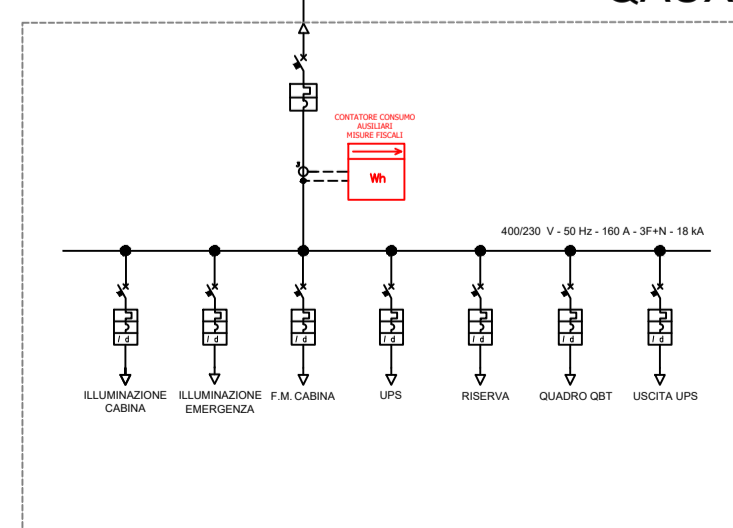 CONTATORE CONSUMO
AUSILIARI
MISURE FISCALI
3
Wh
400/230 V - 50 Hz - 160 A - 3F+N - 18 kA
I d
I d
I d
I d
I d
I d
I d
ILLUMINAZIONE
CABINA
ILLUMINAZIONE
EMERGENZA
F.M. CABINA
UPS
RISERVA
QUADRO QBT
USCITA UPS